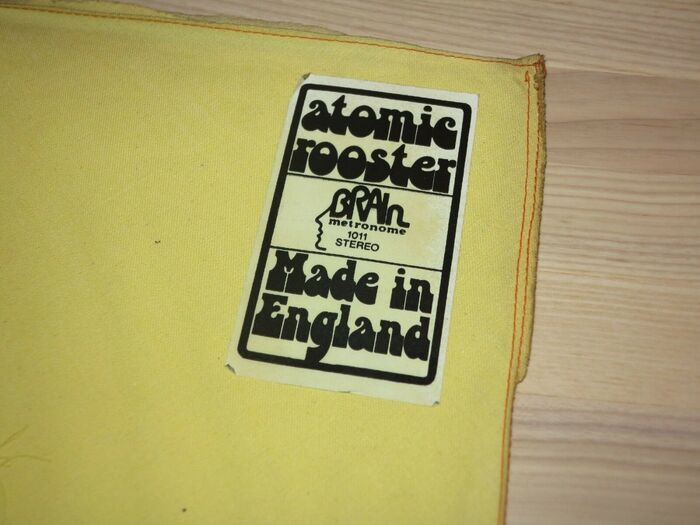 atomic
rooster
BRAIn
metronome
1011
STEREO
Made in
England